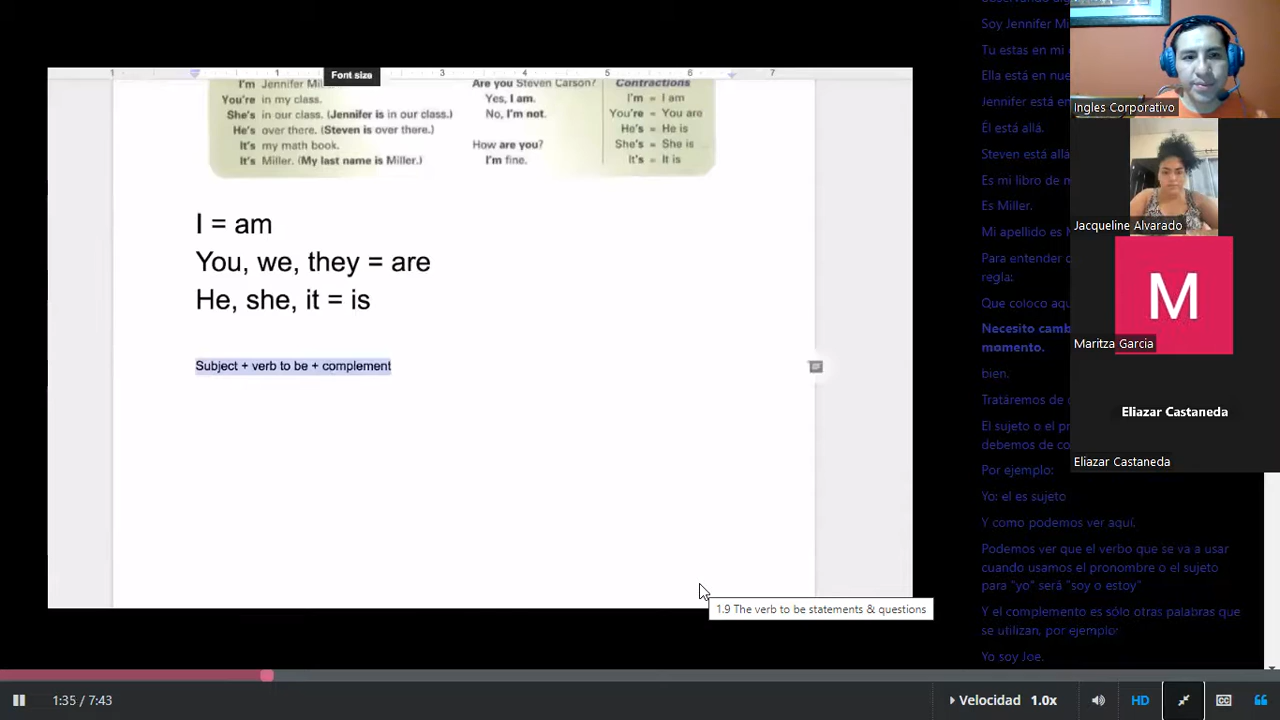 1
Font size
3
4
5
6
7
I'm Jennifer Mil
You're in my class.
She's in our class. (Jennifer is in our class.)
He's over there. (Steven is over there.)
It's my math book.
It's Miller. (My last name is Miller.)
Are you Steven Carson?
Yes, I am.
No, I'm not.
How are you?
I'm fine.
Contractions
I'm = I am
You're = You are
He's = He is
She's = She is
It's = It is
I = am
You, we, they = are
He, she, it = is
Subject + verb to be + complement
1.9 The verb to be statements & questions
Soy Jennifer Mi
Tu estas en mi c
Ella está en nue
Jennifer está en
Él está allá.
Steven está allá
Es mi libro de m
Es Miller.
Mi apellido es M
Para entender c
regla:
Que coloco aqu
Necesito camb
momento.
bien.
Tratáremos de
El sujeto o el pr
debemos de co
Por ejemplo:
Yo; el es sujeto
Y como podemos ver aquí.
Podemos ver que el verbo que se va a usar
cuando usamos el pronombre o el sujeto
para "yo" será "soy o estoy"
Y el complemento es sólo otras palabras que
se utilizan, por ejemplo:
Yo soy Joe.
Ingles Corporativo
Jacqueline Alvarado
M
Maritza Garcia
Eliazar Castaneda
Eliazar Castaneda
1:35 / 7:43
Velocidad 1.0x
HD
CC